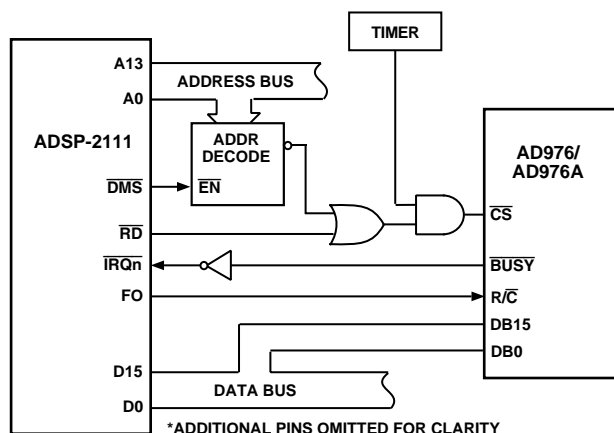 TIMER
A13
ADDRESS BUS
A0
ADSP-2111
ADDR
DECODE
AD976/
AD976A
DMS
EN
CS
RD
IRQn
BUSY
FO
R/C
DB15
D15
DB0
DATA BUS
D0
*ADDITIONAL PINS OMITTED FOR CLARITY